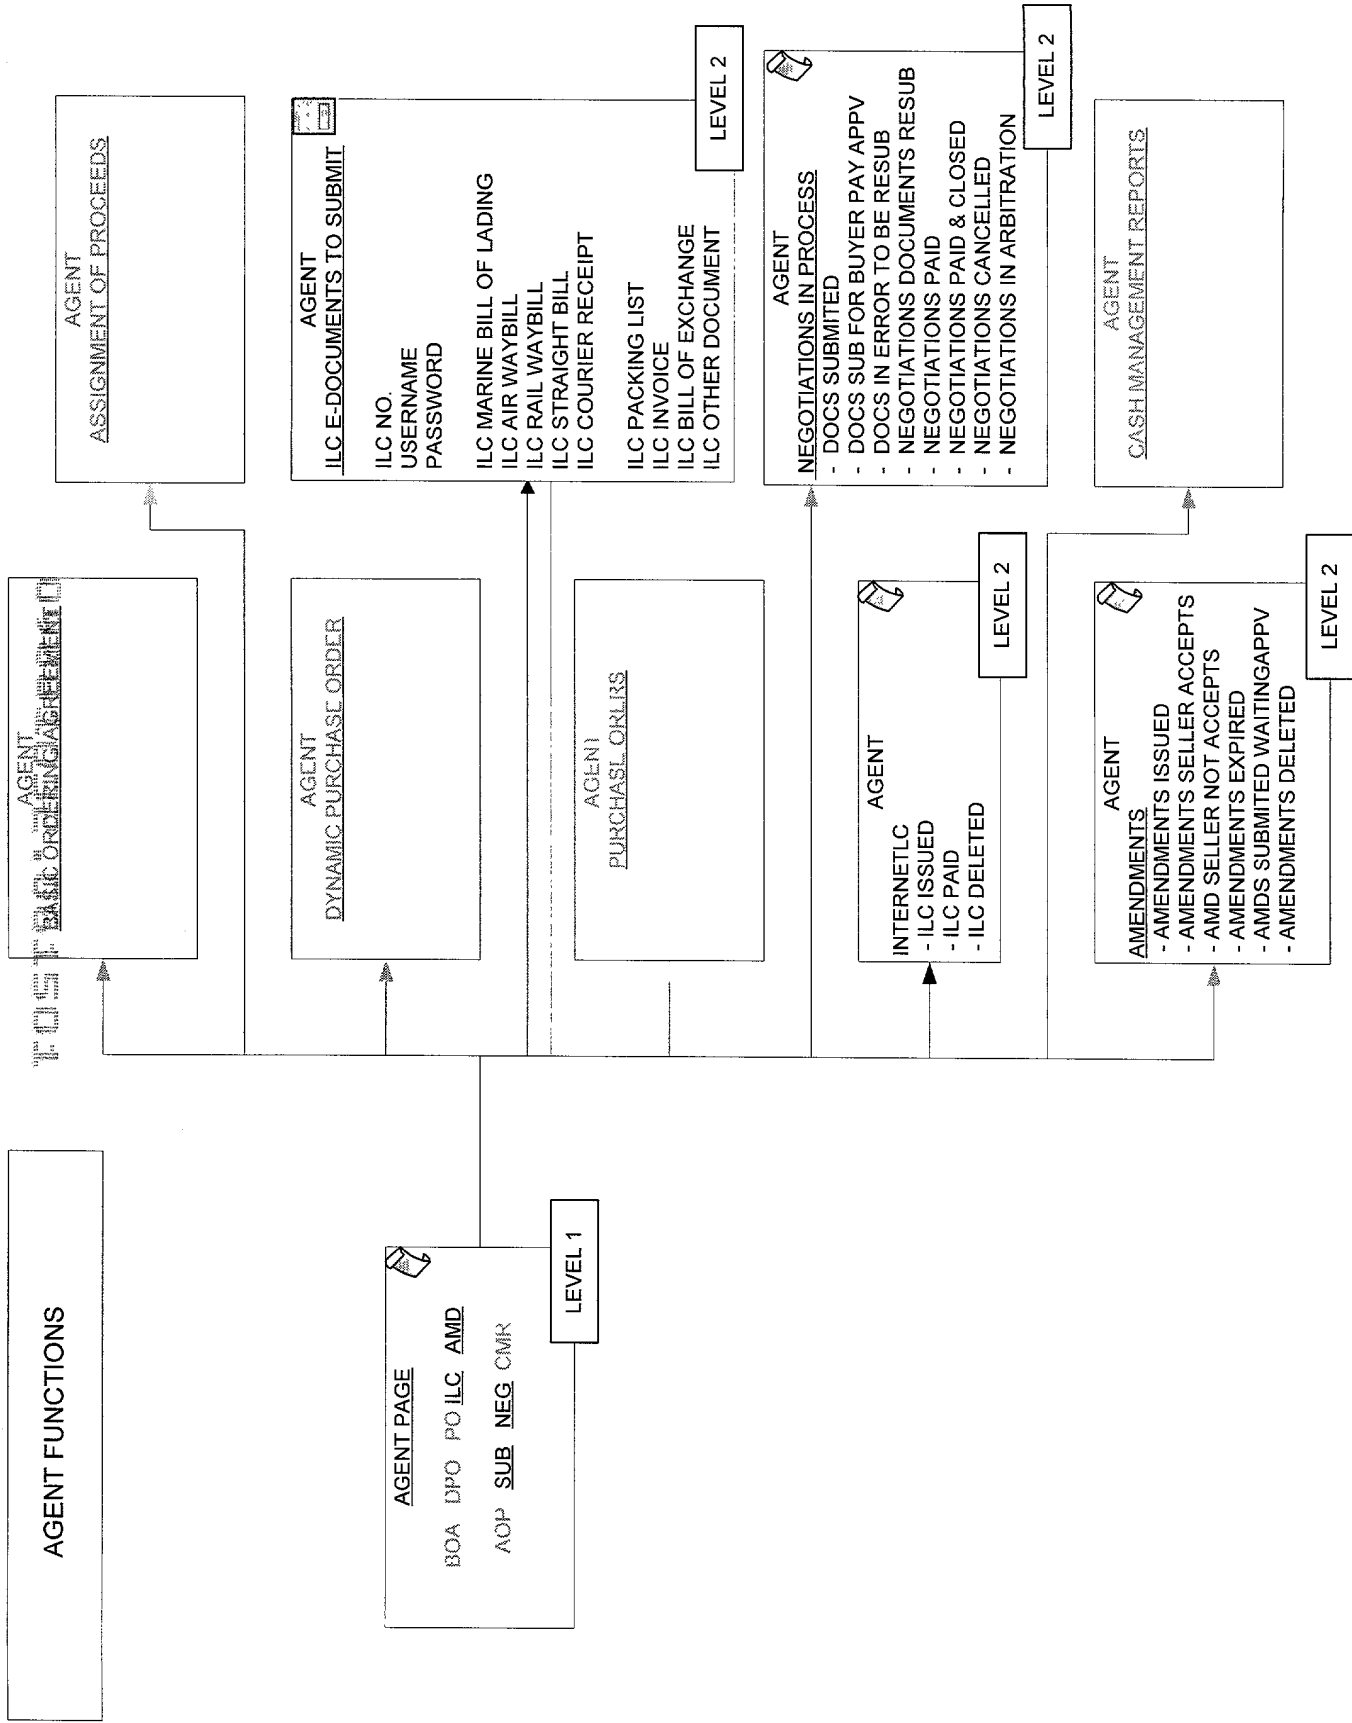 AGENT FUNCTIONS
AGENT PAGE
BOA DPO PO ILC AMD
AOP SUB NEG CMR
LEVEL 1
AGENT
BASIC ORDERING AGREEMENT
AGENT
DYNAMIC PURCHASE ORDER
AGENT
AGENT
INTERNETLC
- ILC ISSUED
- ILC PAID
- ILC DELETED
LEVEL 2
AGENT
AMENDMENTS
- AMENDMENTS ISSUED
- AMENDMENTS SELLER ACCEPTS
- AMD SELLER NOT ACCEPTS
- AMENDMENTS EXPIRED
- AMDS SUBMITED WAITINGAPPV
- AMENDMENTS DELETED
LEVEL 2
AGENT
ASSIGNMENT OF PROCEEDS
AGENT
ILC E-DOCUMENTS TO SUBMIT
ILC NO.
USERNAME
PASSWORD
ILC MARINE BILL OF LADING
ILC AIR WAYBILL
ILC RAIL WAYBILL
ILC STRAIGHT BILL
ILC COURIER RECEIPT
ILC PACKING LIST
ILC INVOICE
ILC BILL OF EXCHANGE
ILC OTHER DOCUMENT
LEVEL 2
AGENT
NEGOTIATIONS IN PROCESS
- DOCS SUBMITED
- DOCS SUB FOR BUYER PAY APPV
- DOCS IN ERROR TO BE RESUB
- NEGOTIATIONS DOCUMENTS RESUB
- NEGOTIATIONS PAID
- NEGOTIATIONS PAID & CLOSED
- NEGOTIATIONS CANCELLED
- NEGOTIATIONS IN ARBITRATION
LEVEL 2
AGENT
CASH MANAGEMENT REPORTS